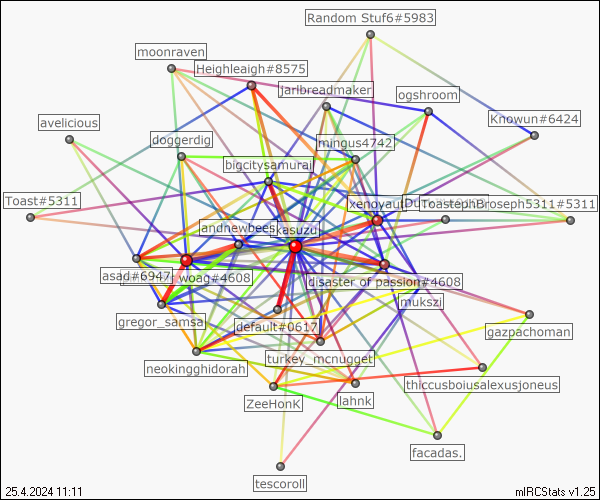 Random Stuf6#5983
moonraven
Heighleaigh#8575
jarlbreadmaker
ogshroom
Knowun#6424
avelicious
doggerdig
mingus4742
bigcitysamurai
Toast#5311
xenoyautja
ToastephBroseph5311#5311
andnewbees
kasuzu
asad#6947
woag#4608
disaster of passion#4608
mukszi
gregor_samsa
default#0617
gazpachoman
turkey_mcnugget
neokingghidorah
thiccusboiusalexusjoneus
ZeeHonK
lahnk
facadas.
tescoroll
25.4.2024 11:11
mIRCStats v1.25